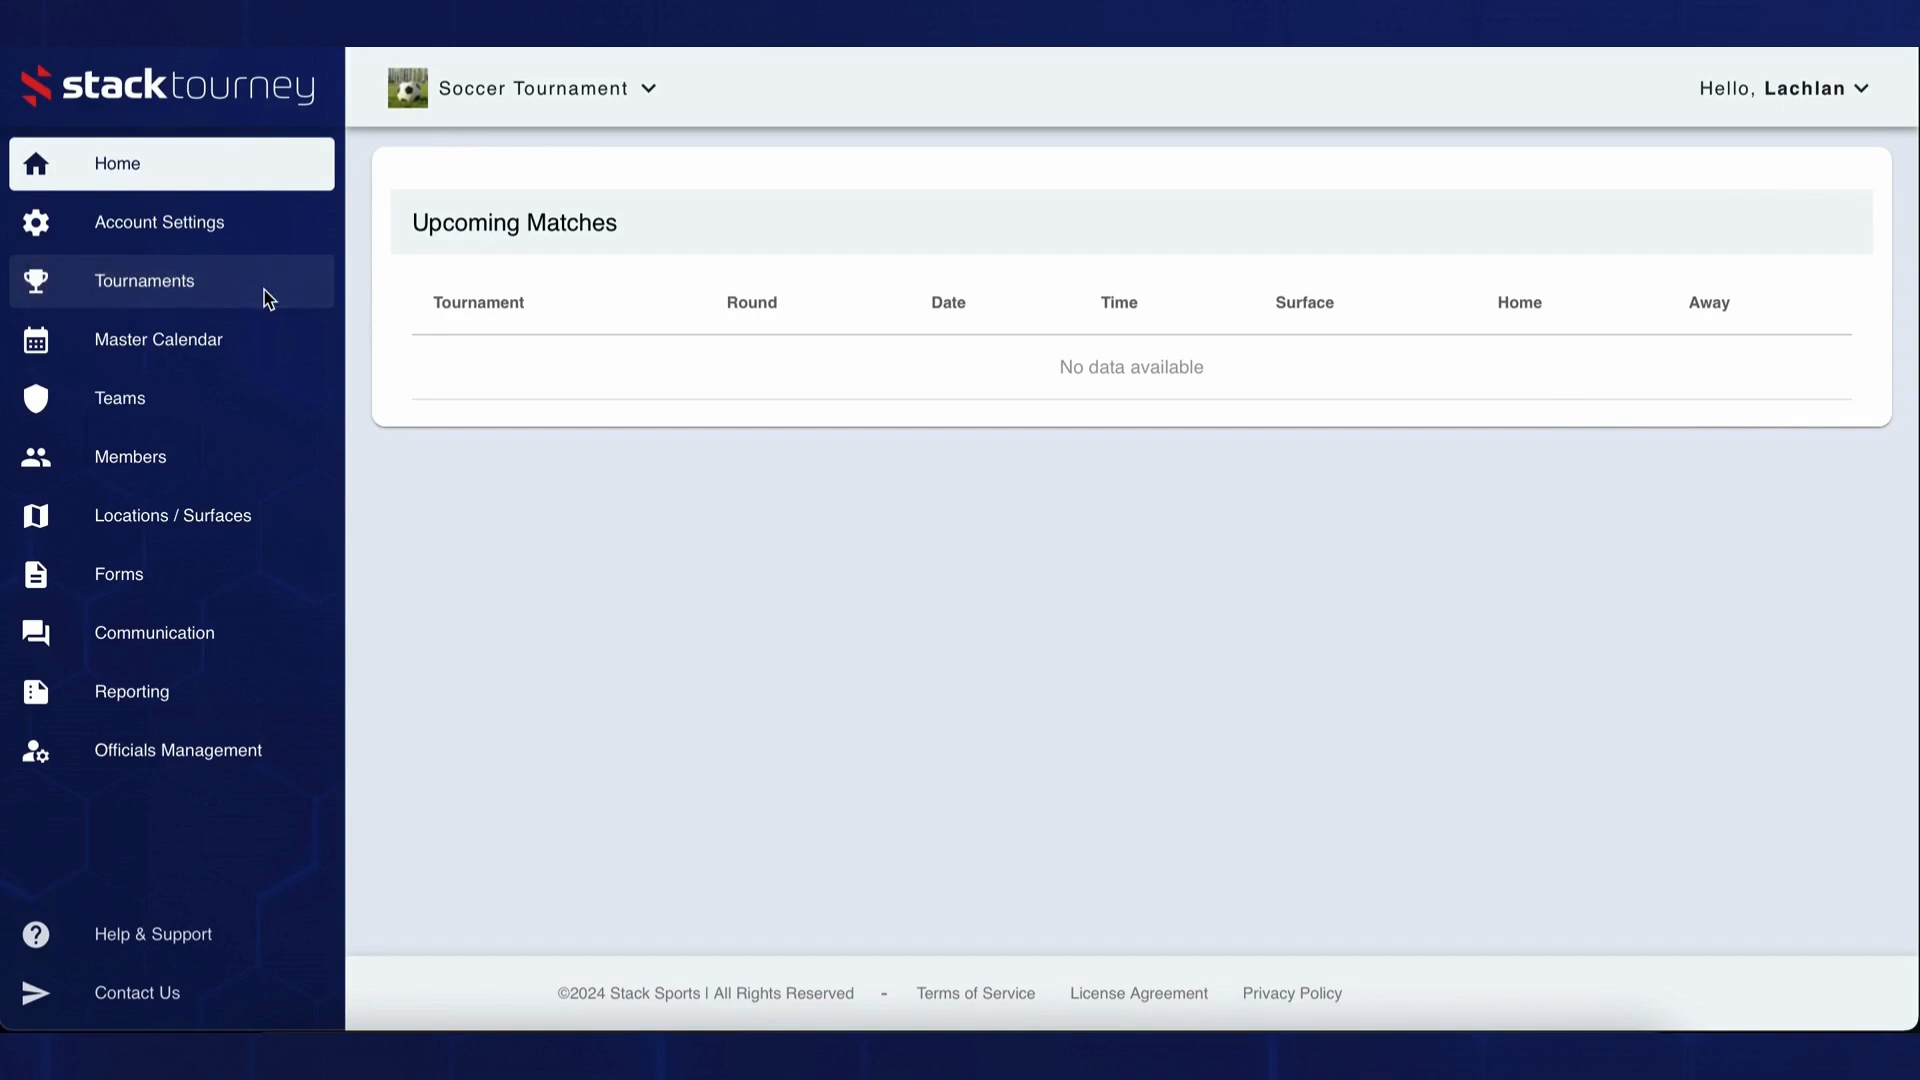 stacktourney
Soccer Tournament
Hello, Lachlan
Home
Account Settings
Tournaments
Master Calendar
Teams
Members
Locations / Surfaces
Forms
Communication
Reporting
Officials Management
Help & Support
Contact Us
Upcoming Matches
Tournament Round Date Time Surface Home Away
No data available
©2024 Stack Sports | All Rights Reserved - Terms of Service License Agreement Privacy Policy